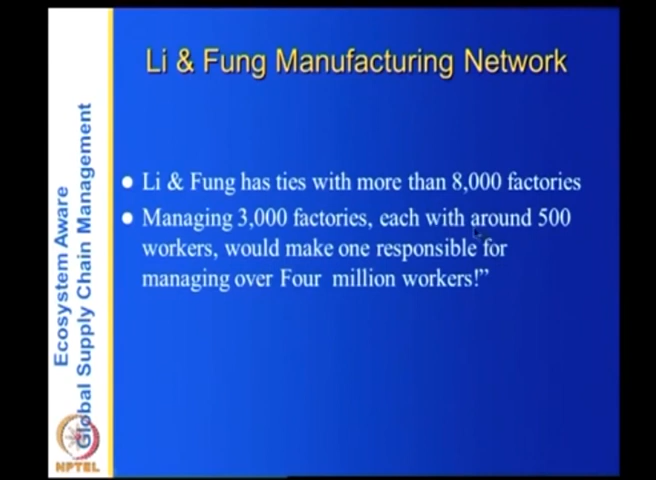 Li & Fung Manufacturing Network
● Li & Fung has ties with more than 8,000 factories
● Managing 3,000 factories, each with around 500
workers, would make one responsible for
managing over Four million workers!”
Ecosystem Aware
Global Supply Chain Management
NPTEL